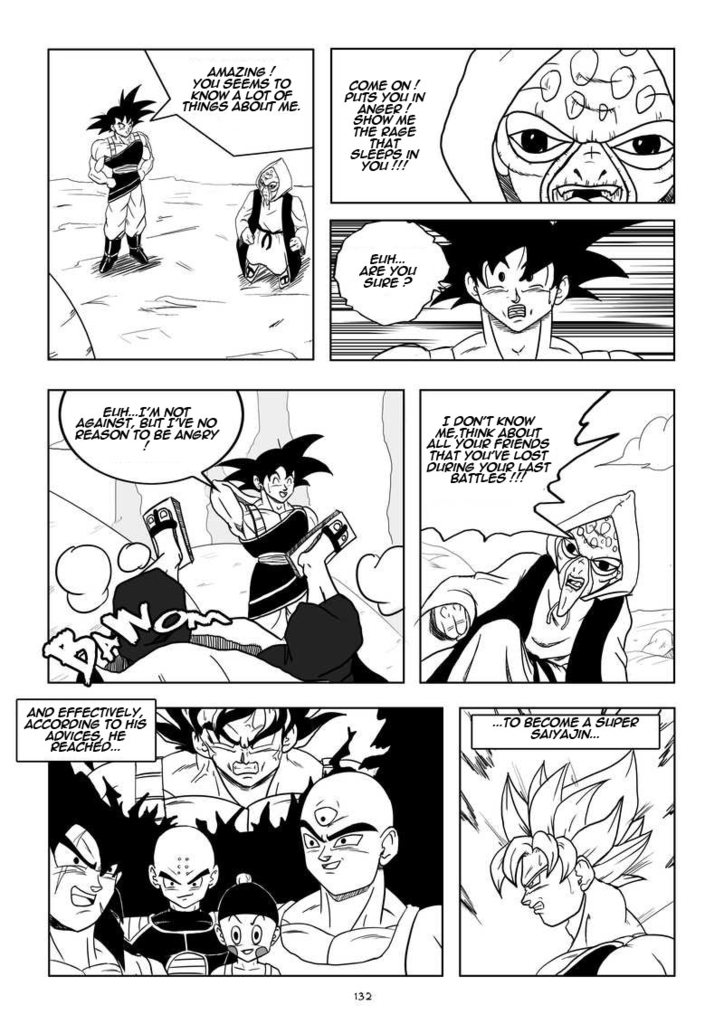 AMAZING !
YOU SEEMS TO
KNOW A LOT OF
THINGS ABOUT ME.
COME ON !
PUTS YOU IN
ANGER !
SHOW ME
THE RAGE
THAT
SLEEPS IN
YOU !!!
EUH...
ARE YOU
SURE ?
EUH...I'M NOT
AGAINST, BUT I'VE NO
REASON TO BE ANGRY
!
BAWOM
I DON'T KNOW
ME,THINK ABOUT
ALL YOUR FRIENDS
THAT YOU'VE LOST
DURING YOUR LAST
BATTLES !!!
AND EFFECTIVELY,
ACCORDING TO HIS
ADVICES, HE
REACHED...
...TO BECOME A SUPER
SAIYAJIN...
132